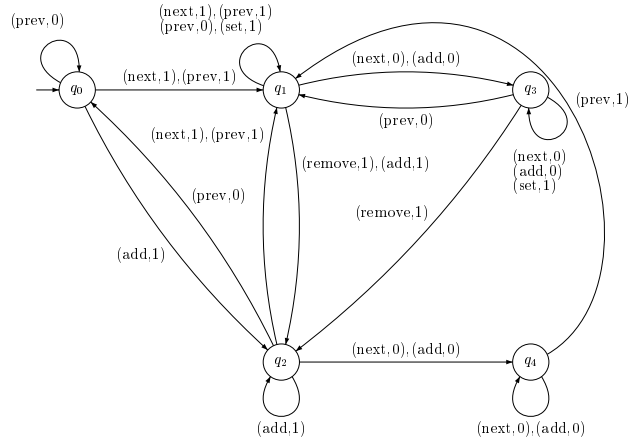 (next,1),(prev,1)
(prev,0),(set,1)
(prev,0)
(next,1),(prev,1)
(next,0),(add,0)
q0
q1
q3
(prev,1)
(prev,0)
(next,1),(prev,1)
(remove,1),(add,1)
(next,0)
(add,0)
(set,1)
(prev,0)
(remove,1)
(add,1)
(next,0),(add,0)
q2
q4
(add,1)
(next,0),(add,0)